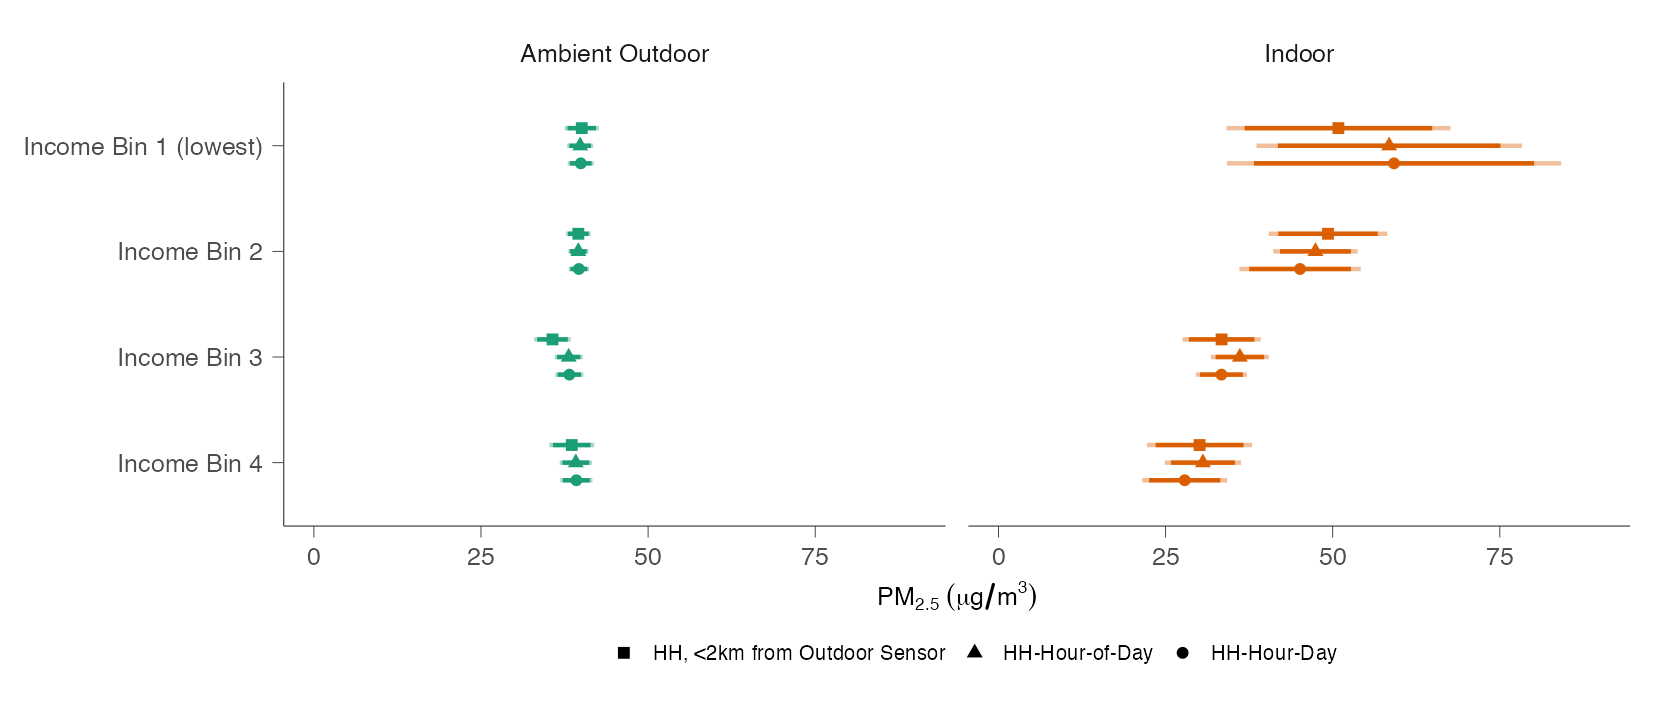 Ambient Outdoor
Indoor
Income Bin 1 (lowest)
Income Bin 2
Income Bin 3
Income Bin 4
0 25 50 75
0 25 50 75
PM2.5 (μg/m³)
HH, <2km from Outdoor Sensor
HH-Hour-of-Day
HH-Hour-Day